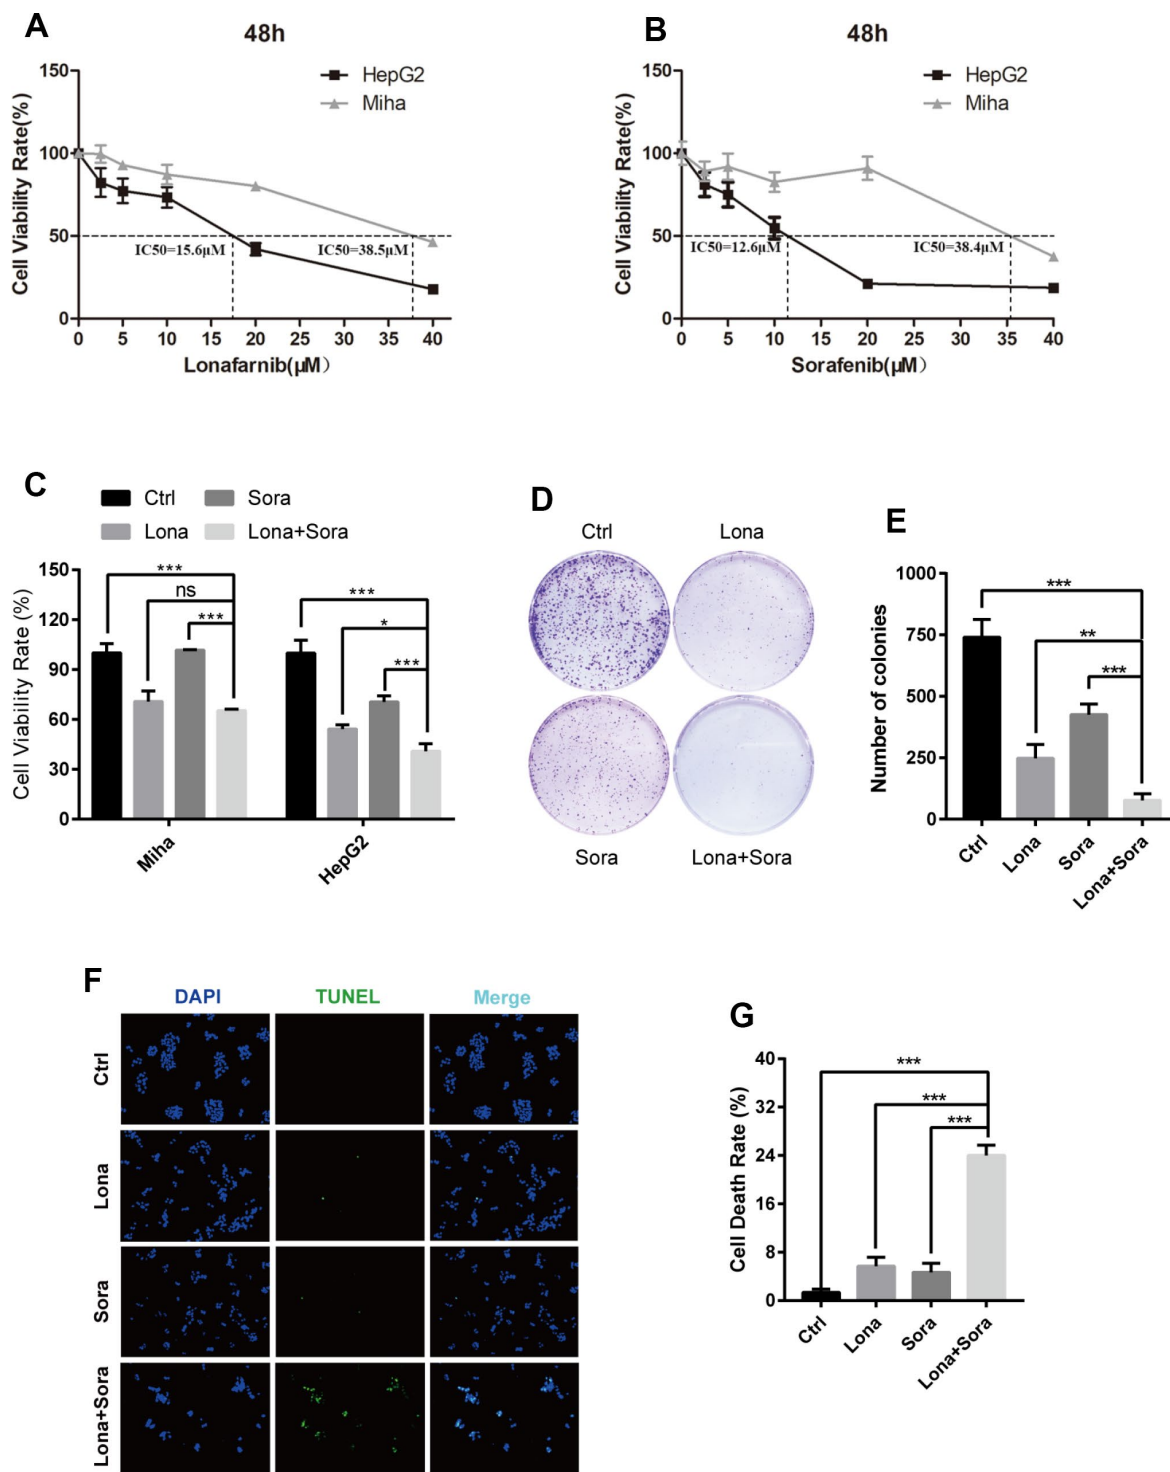 A
48h
HepG2
Miha
Cell Viability Rate(%)
150
100
50
0
IC50=15.6μM
IC50=38.5μM
0 5 10 15 20 25 30 35 40
Lonafarnib(μM）
B
48h
HepG2
Miha
Cell Viability Rate(%)
150
100
50
0
IC50=12.6μM
IC50=38.4μM
0 5 10 15 20 25 30 35 40
Sorafenib(μM）
C
Ctrl Sora
Lona Lona+Sora
Cell Viability Rate (%)
150
120
90
60
30
0
***
ns
***
***
*
***
Miha HepG2
D
Ctrl Lona
Sora Lona+Sora
E
Number of colonies
1000
750
500
250
0
***
**
***
Ctrl Lona Sora Lona+Sora
F
DAPI TUNEL Merge
Ctrl
Lona
Sora
Lona+Sora
G
Cell Death Rate (%)
40
32
24
16
8
0
***
***
***
Ctrl Lona Sora Lona+Sora